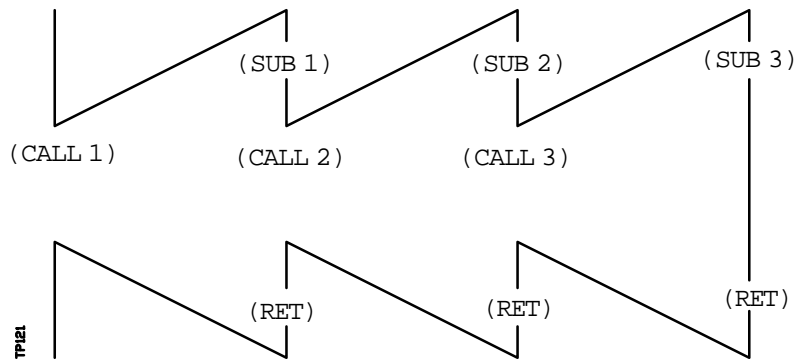 (SUB 1) (SUB 2) (SUB 3)
(CALL 1) (CALL 2) (CALL 3)
(RET) (RET) (RET)
TP121